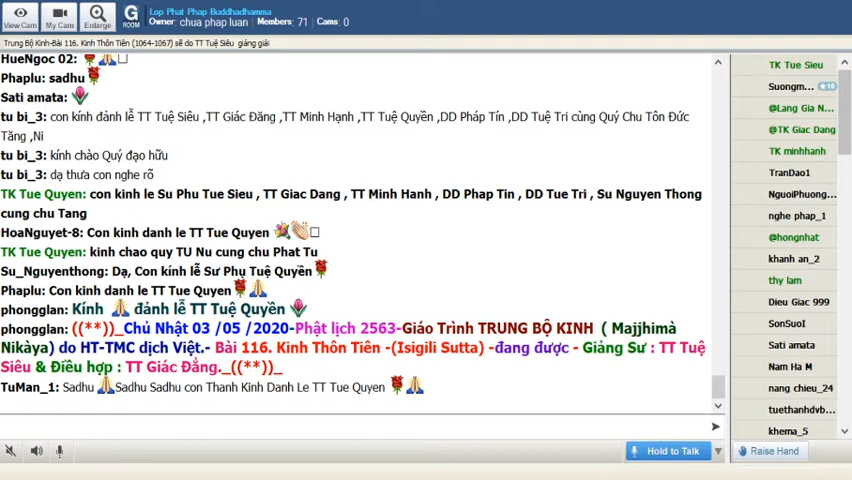 View Cam
My Cam
Enlarge
G
ROOM
Lop Phat Phap Buddhadhamma
Owner: chua phap luan Members: 71 Cams: 0
Trung Bộ Kinh-Bài 116. Kinh Thôn Tiên (1064-1067) sẽ do TT Tuệ Siêu giảng giải
HueNgoc 02:
Phaplu: sadhu
Sati amata:
tu bi_3: con kính đảnh lễ TT Tuệ Siêu ,TT Giác Đăng ,TT Minh Hạnh ,TT Tuệ Quyền ,DD Pháp Tín ,DD Tuệ Tri cùng Quý Chu Tôn Đức
Tăng ,Ni
tu bi_3: kính chào Quý đạo hữu
tu bi_3: dạ thưa con nghe rõ
TK Tue Quyen: con kinh le Su Phu Tue Sieu , TT Giac Dang , TT Minh Hanh , DD Phap Tin , DD Tue Tri , Su Nguyen Thong
cung chu Tang
HoaNguyet-8: Con kinh danh le TT Tue Quyen
TK Tue Quyen: kinh chao quy TU Nu cung chu Phat Tu
Su_Nguyenthong: Dạ, Con kính lễ Sư Phụ Tuệ Quyền
Phaplu: Con kinh danh le TT Tue Quyen
phongglan: Kính đảnh lễ TT Tuệ Quyền
phongglan: ((**))_Chủ Nhật 03 /05 /2020-Phật lịch 2563-Giáo Trình TRUNG BỘ KINH ( Majjhimà
Nikàya) do HT-TMC dịch Việt.- Bài 116. Kinh Thôn Tiên -(Isigili Sutta) -đang được - Giảng Sư : TT Tuệ
Siêu & Điều hợp : TT Giác Đẳng._((**))_
TuMan_1: Sadhu Sadhu Sadhu con Thanh Kinh Danh Le TT Tue Quyen
TK Tue Sieu
Suongm...
10
@Lang Gia N...
@TK Giac Dang
TK minhhanh
TranDao1
NguoiPhuong...
nghe phap_1
@hongnhat
khanh an_2
thy lam
Dieu Giac 999
SonSuoI
Sati amata
Nam Ha M
nang chieu_24
tuethanhdvb...
khema_5
Hold to Talk
Raise Hand